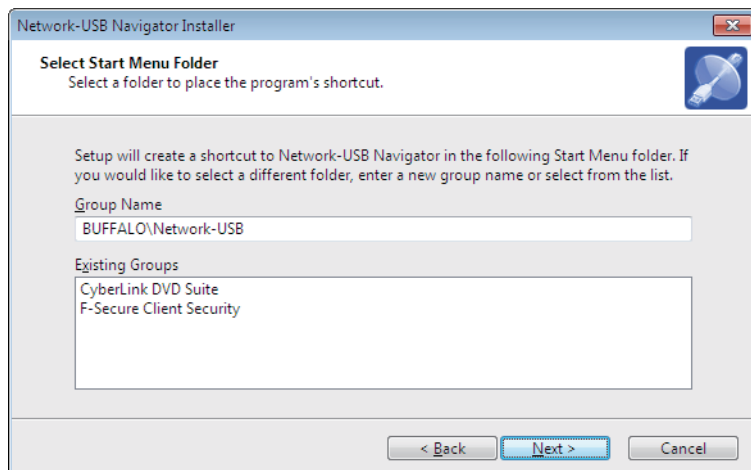 Network-USB Navigator Installer
Select Start Menu Folder
Select a folder to place the program's shortcut.
Setup will create a shortcut to Network-USB Navigator in the following Start Menu folder. If
you would like to select a different folder, enter a new group name or select from the list.
Group Name
BUFFALO\Network-USB
Existing Groups
CyberLink DVD Suite
F-Secure Client Security
< Back
Next >
Cancel